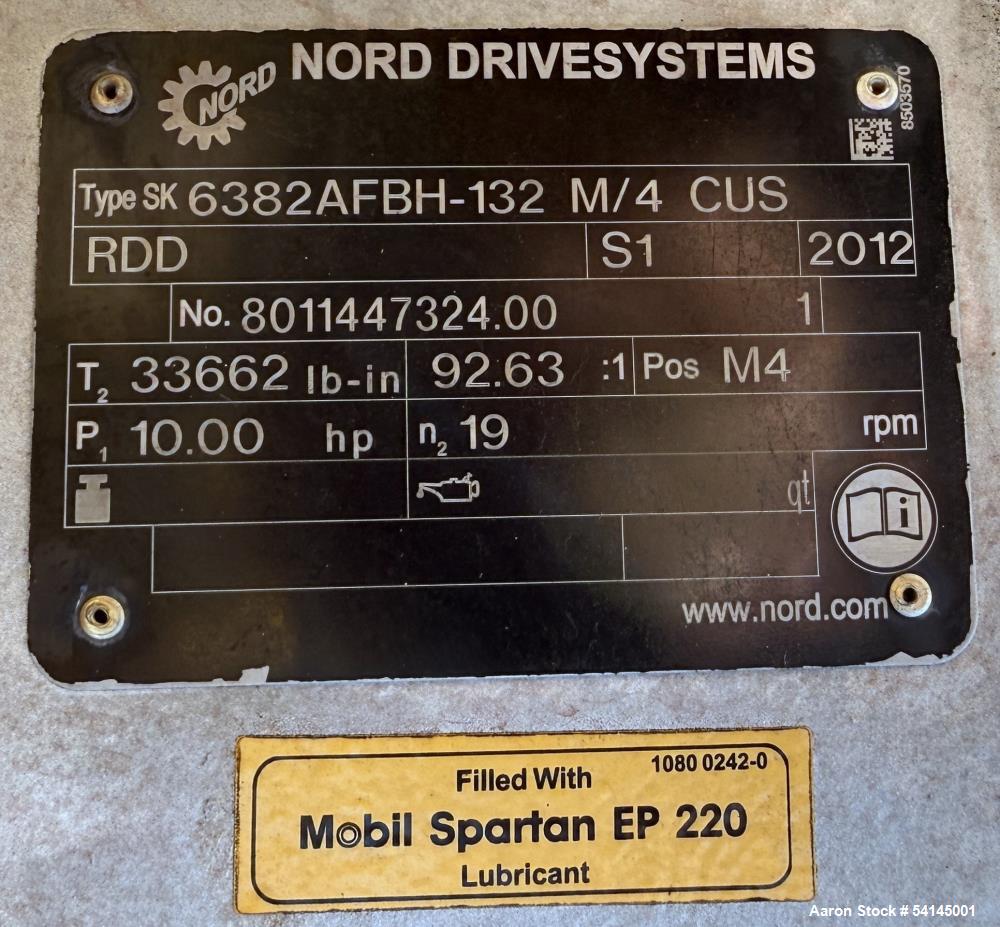 NORD
NORD DRIVESYSTEMS
8503570
Type SK 6382AFBH-132 M/4 CUS
RDD S1 2012
No. 8011447324.00 1
T2 33662 lb-in 92.63 :1 Pos M4
P1 10.00 hp n2 19 rpm
qt
i
www.nord.com
1080 0242-0
Filled With
Mobil Spartan EP 220
Lubricant
Aaron Stock # 54145001